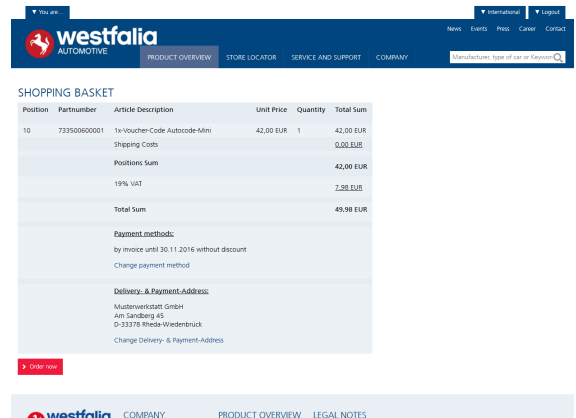 ▼ You are...
▼ International ▼ Logout
News Events Press Career Contact
westfalia
AUTOMOTIVE
PRODUCT OVERVIEW STORE LOCATOR SERVICE AND SUPPORT COMPANY
Manufacturer, type of car or Keywor
SHOPPING BASKET
Position Partnumber Article Description Unit Price Quantity Total Sum
10 733500600001 1x-Voucher-Code Autocode-Mini 42,00 EUR 1 42,00 EUR
Shipping Costs 0.00 EUR
Positions Sum 42,00 EUR
19% VAT 7,98 EUR
Total Sum 49,98 EUR
Payment methods:
by invoice until 30.11.2016 without discount
Change payment method
Delivery- & Payment-Address:
Musterwerkstatt GmbH
Am Sandberg 45
D-33378 Rheda-Wiedenbrück
Change Delivery- & Payment-Address
Order now
westfalia COMPANY PRODUCT OVERVIEW LEGAL NOTES